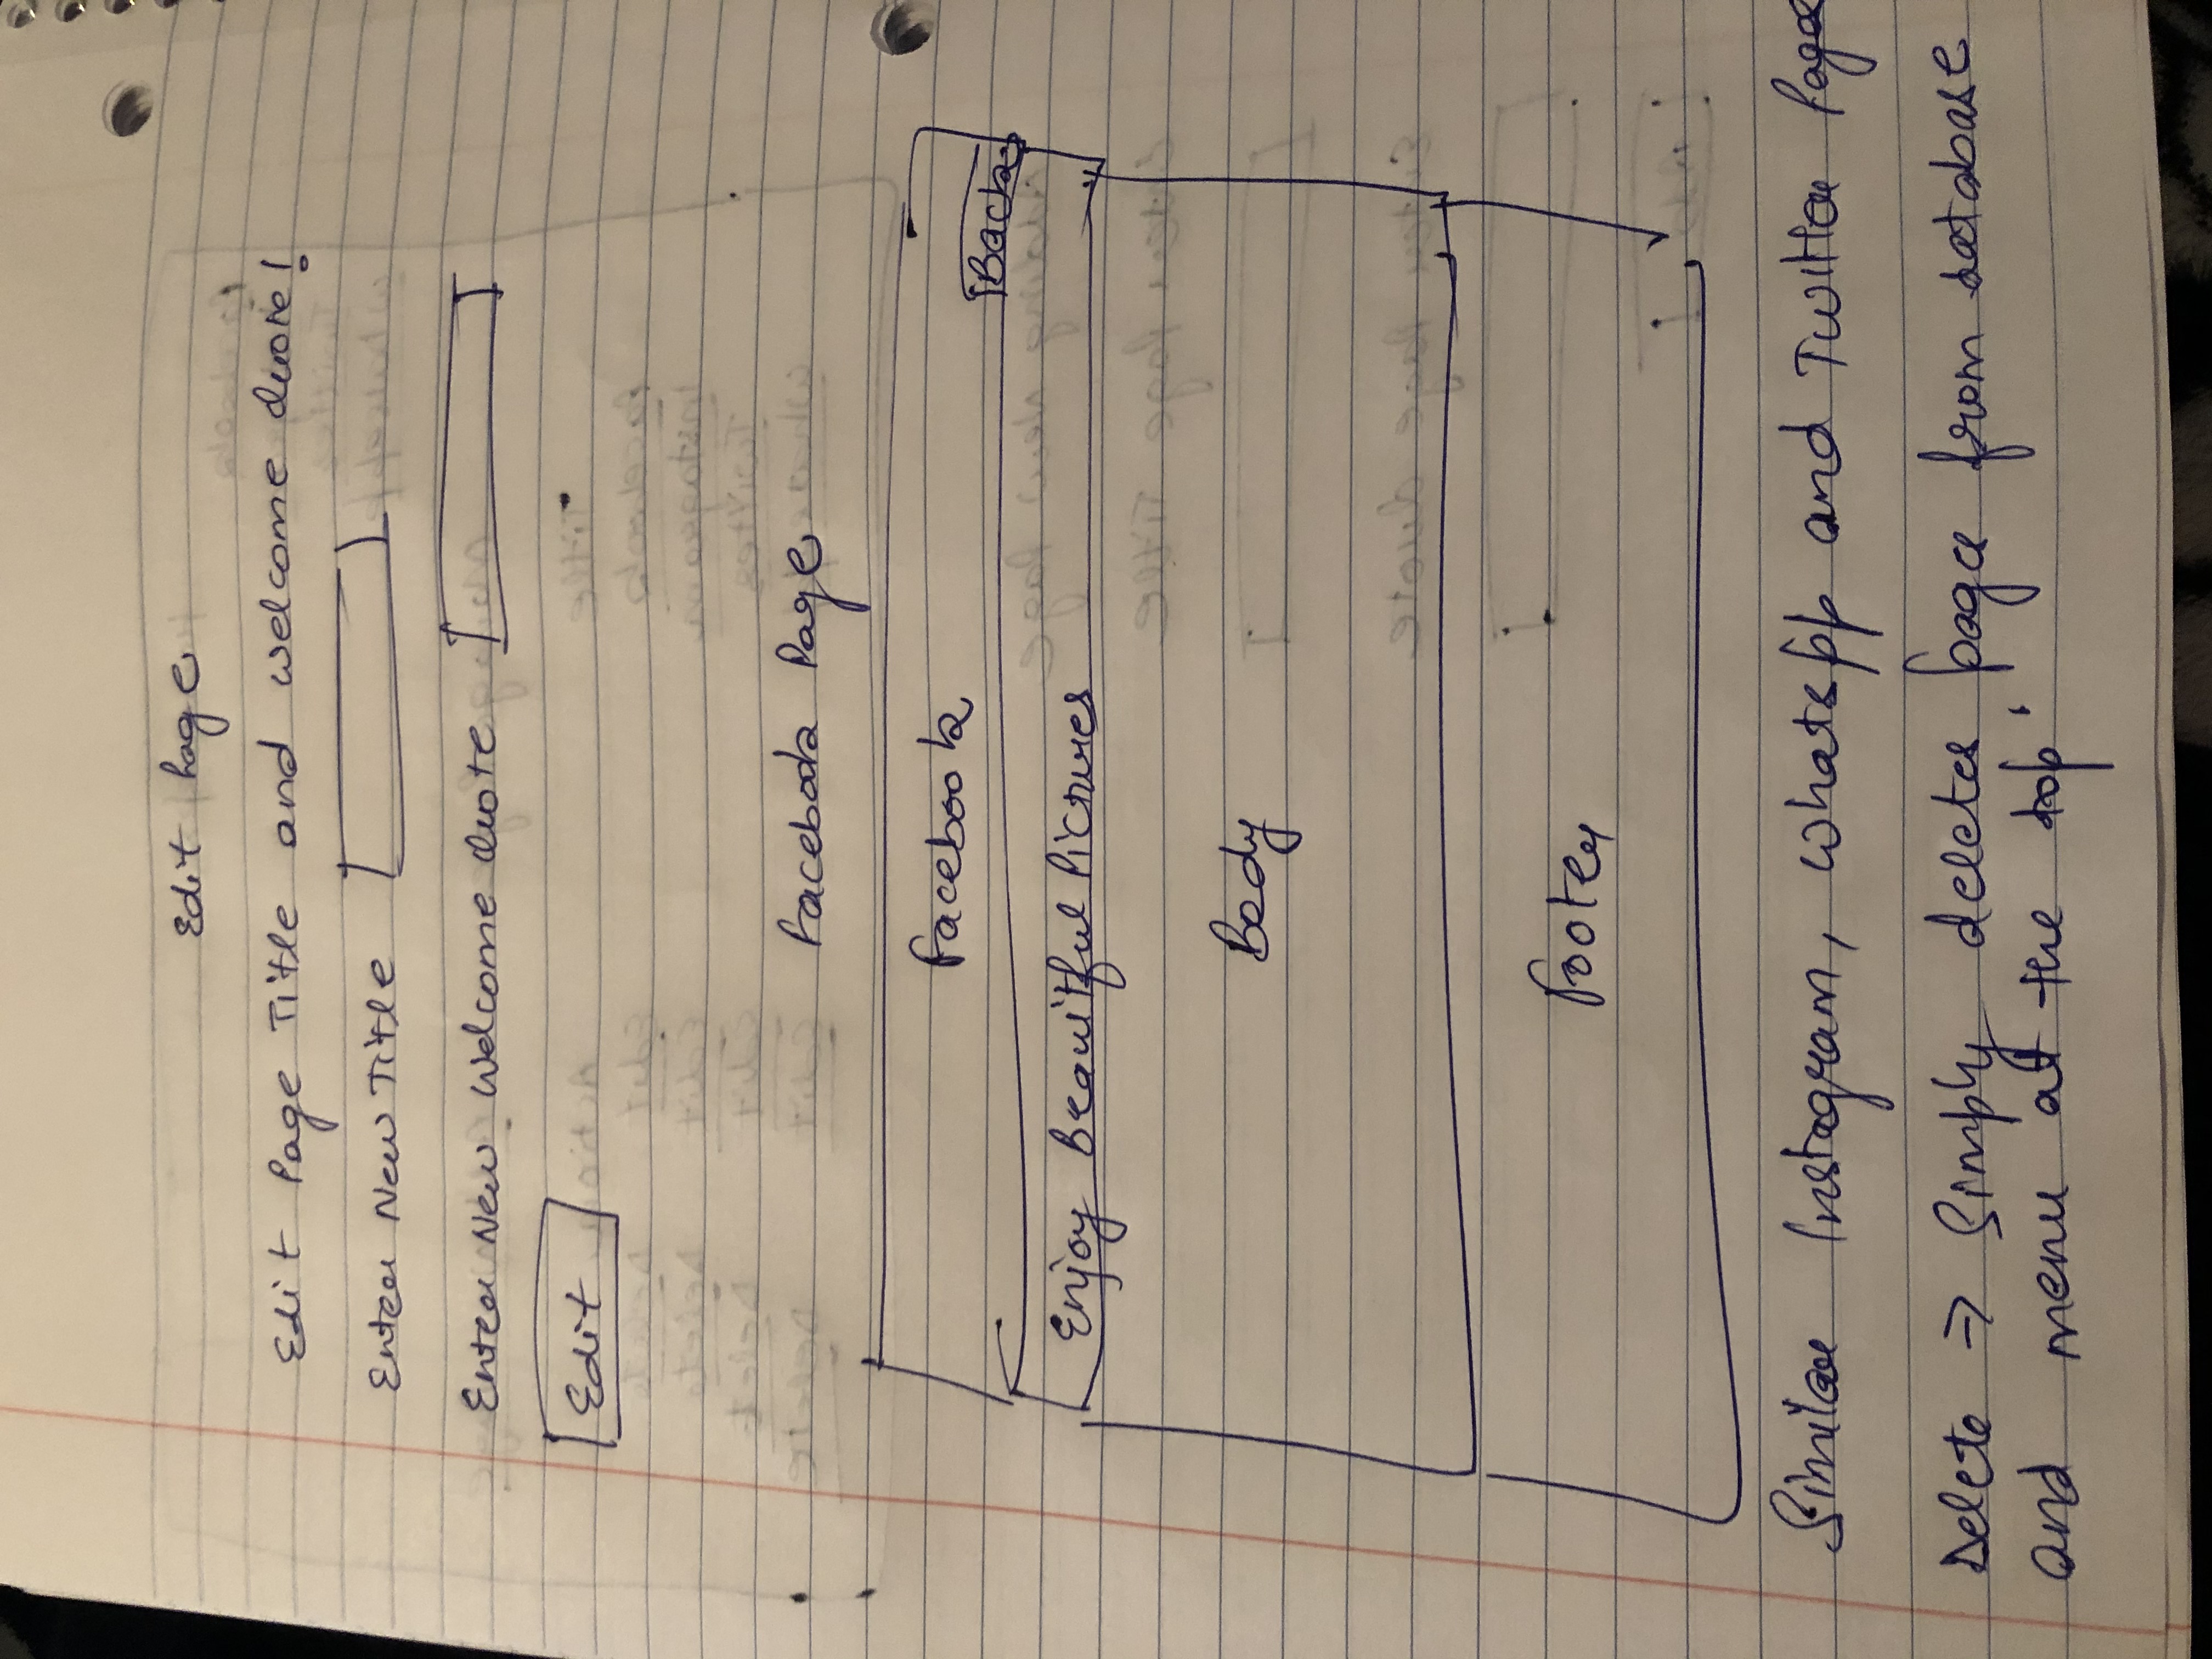 Edit Page
Edit Page Title and Welcome Quote!
Enter New Title
Enter New Welcome Quote
Edit
Facebook Page
Facebook
Back
Enjoy Beauitful Pictures
Body
Footer
Similar Instagram, Whatspp and Twitter Pages
Delete → Simply deletes page from database
and menu at the top